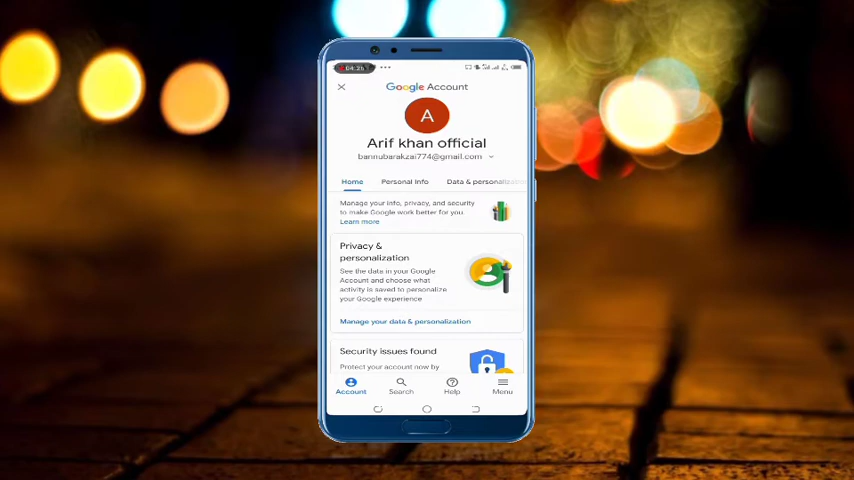 04:26
Google Account
A
Arif khan official
bannubarakzai774@gmail.com
Home Personal info Data & personalizatio
Manage your info, privacy, and security
to make Google work better for you.
Learn more
Privacy &
personalization
See the data in your Google
Account and choose what
activity is saved to personalize
your Google experience
Manage your data & personalization
Security issues found
Protect your account now by
Account Search Help Menu